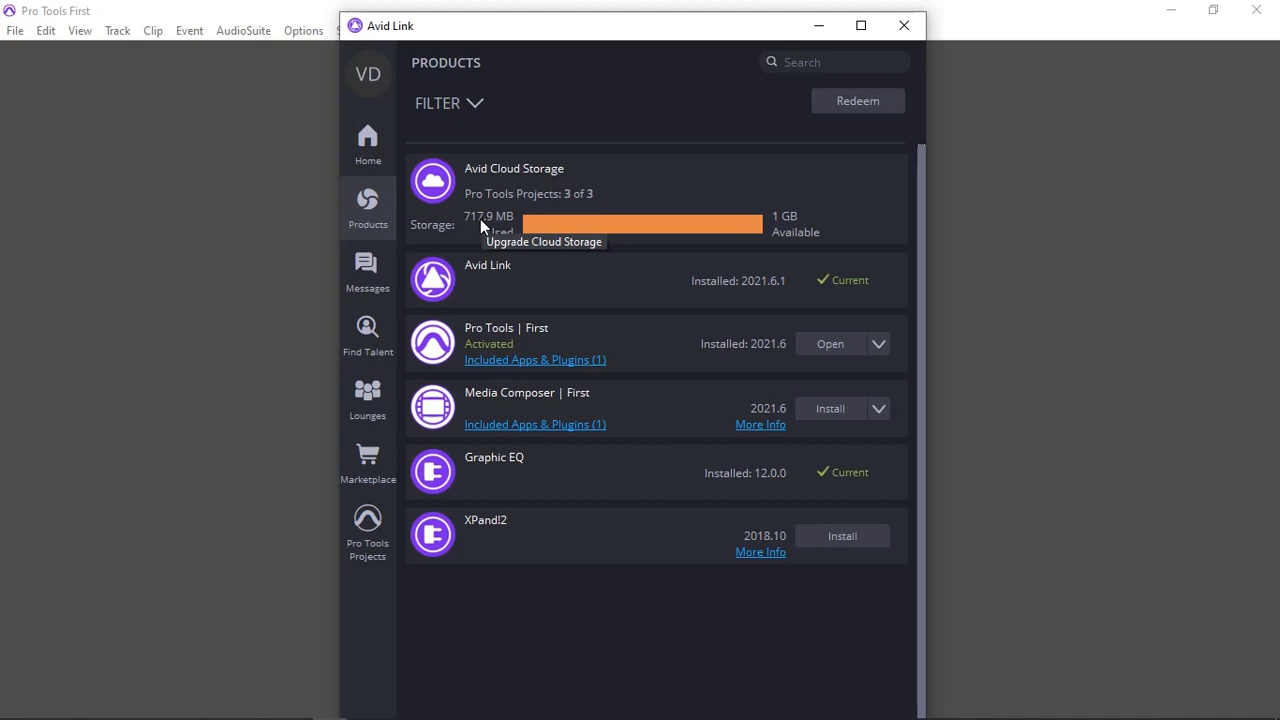 Pro Tools First
File Edit View Track Clip Event AudioSuite Options
Avid Link
VD
PRODUCTS
Search
FILTER
Redeem
Home
Products
Messages
Find Talent
Lounges
Marketplace
Pro Tools
Projects
Avid Cloud Storage
Pro Tools Projects: 3 of 3
Storage:
717.9 MB
Used
1 GB
Available
Upgrade Cloud Storage
Avid Link
Installed: 2021.6.1
Current
Pro Tools | First
Activated
Included Apps & Plugins (1)
Installed: 2021.6
Open
Media Composer | First
Included Apps & Plugins (1)
2021.6
More Info
Install
Graphic EQ
Installed: 12.0.0
Current
XPand!2
2018.10
More Info
Install